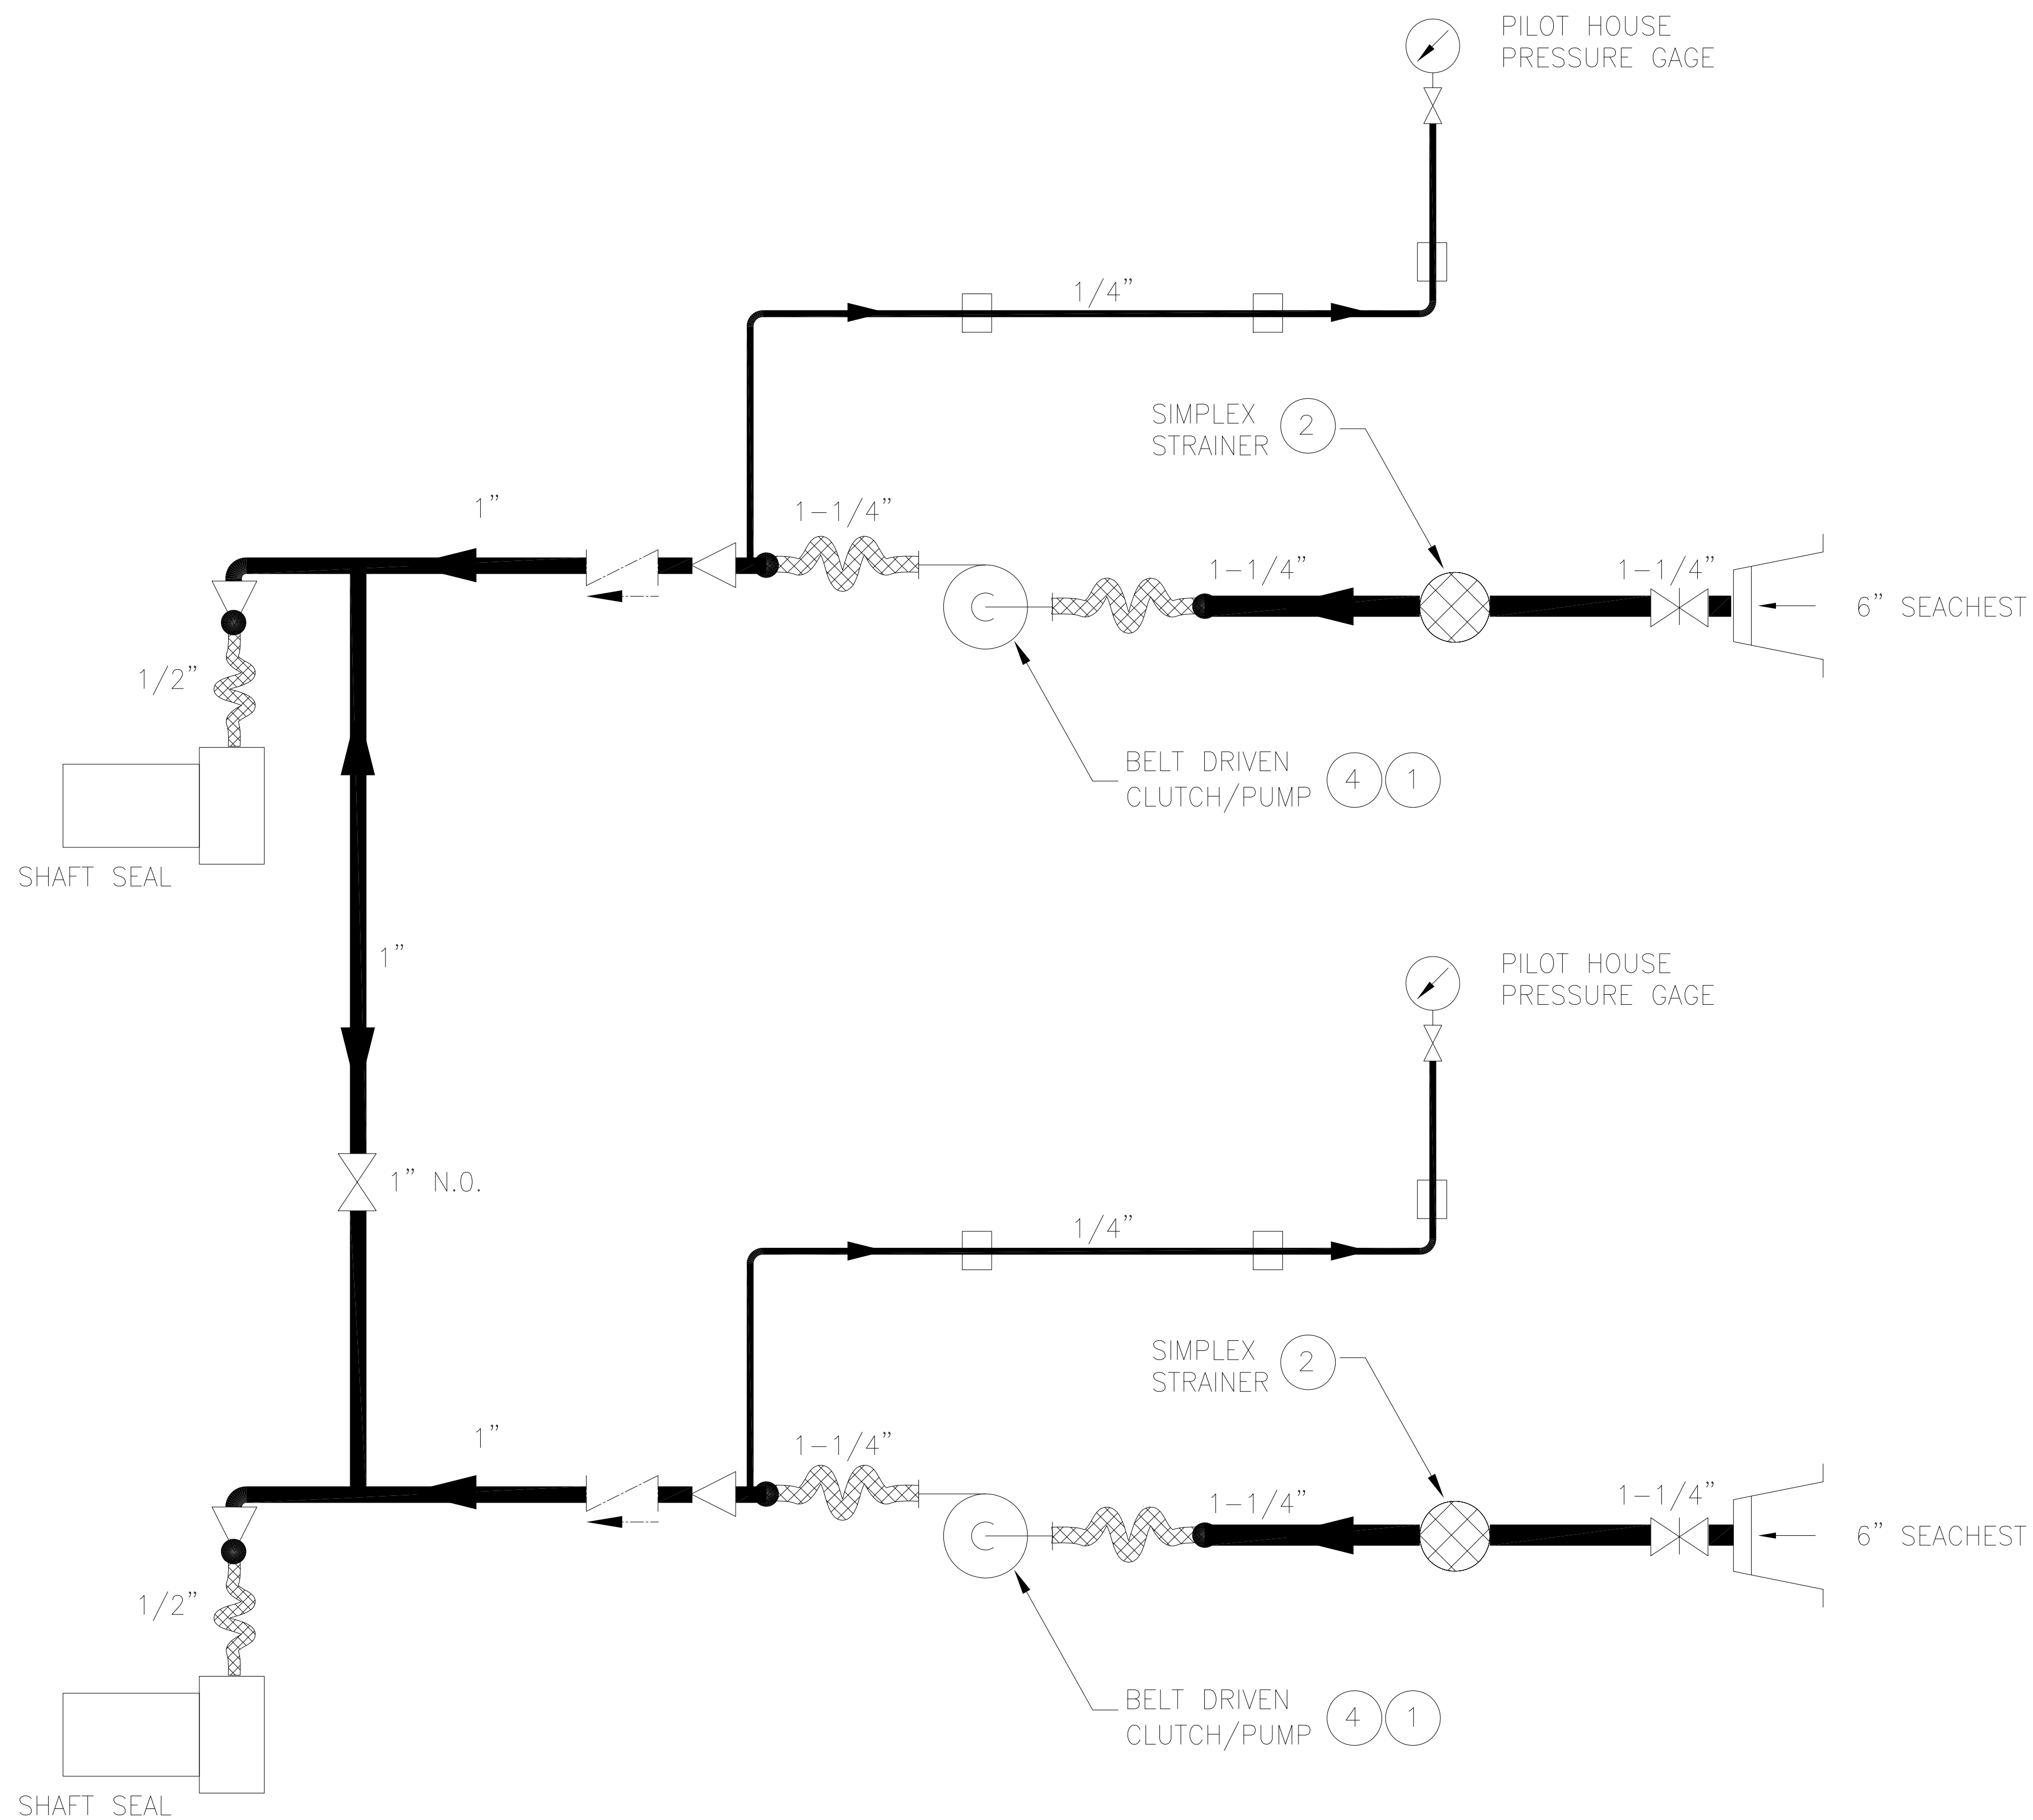 PILOT HOUSE
PRESSURE GAGE
1/4”
SIMPLEX
STRAINER
2
1”
1-1/4”
1-1/4”
1-1/4”
6” SEACHEST
1/2”
BELT DRIVEN
CLUTCH/PUMP
4
1
SHAFT SEAL
1”
PILOT HOUSE
PRESSURE GAGE
1” N.O.
1/4”
SIMPLEX
STRAINER
2
1”
1-1/4”
1-1/4”
1-1/4”
6” SEACHEST
1/2”
BELT DRIVEN
CLUTCH/PUMP
4
1
SHAFT SEAL